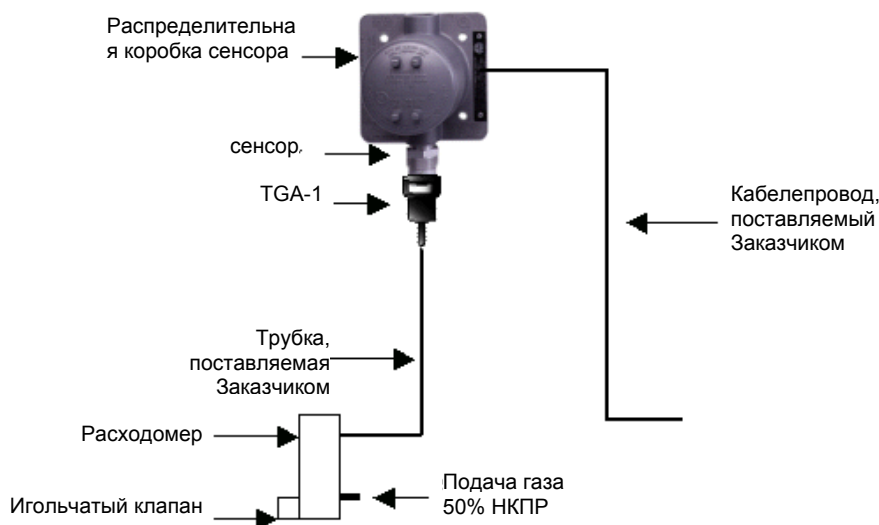 Распределительна
я коробка сенсора
сенсор
TGA-1
Кабелепровод,
поставляемый
Заказчиком
Трубка,
поставляемая
Заказчиком
Расходомер
Подача газа
50% НКПР
Игольчатый клапан